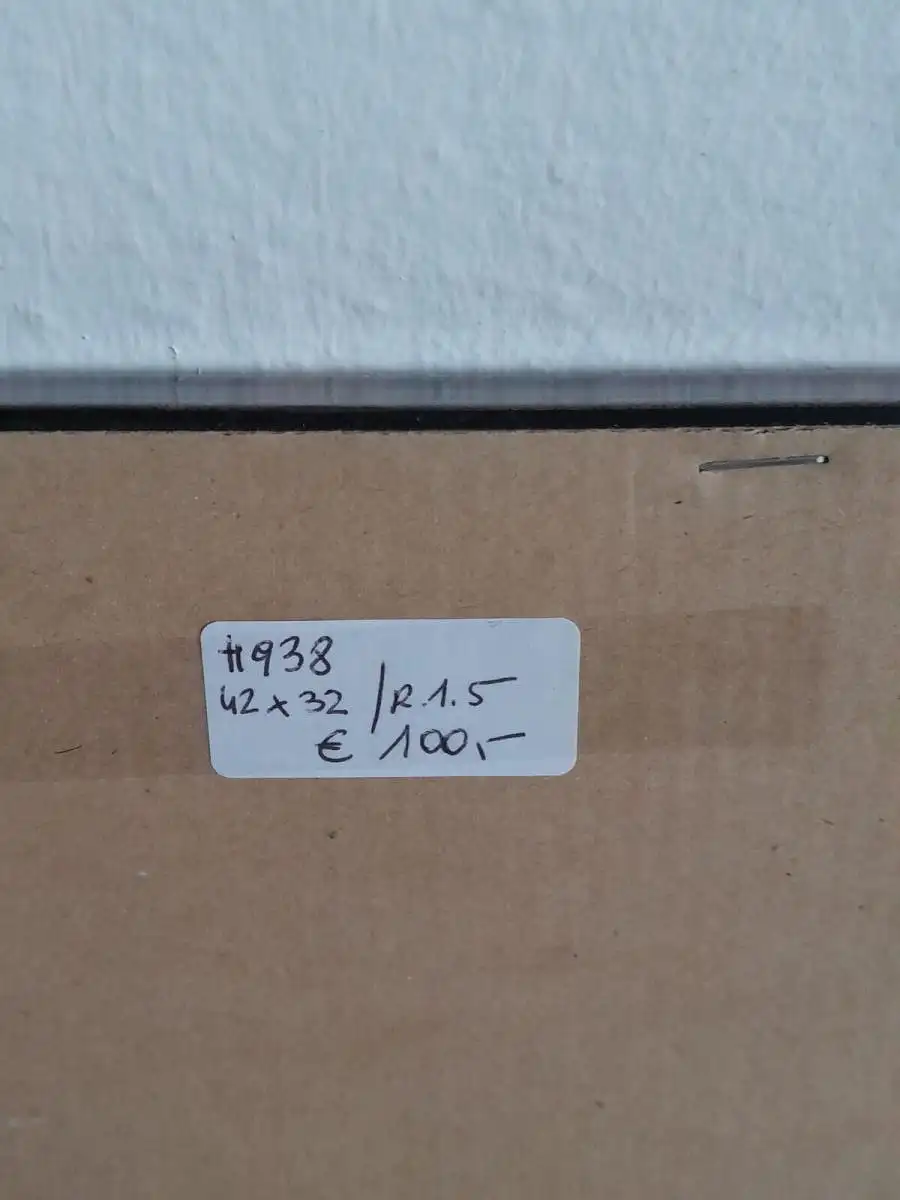 #938
42 x 32 / R.1.5
€ 100,-